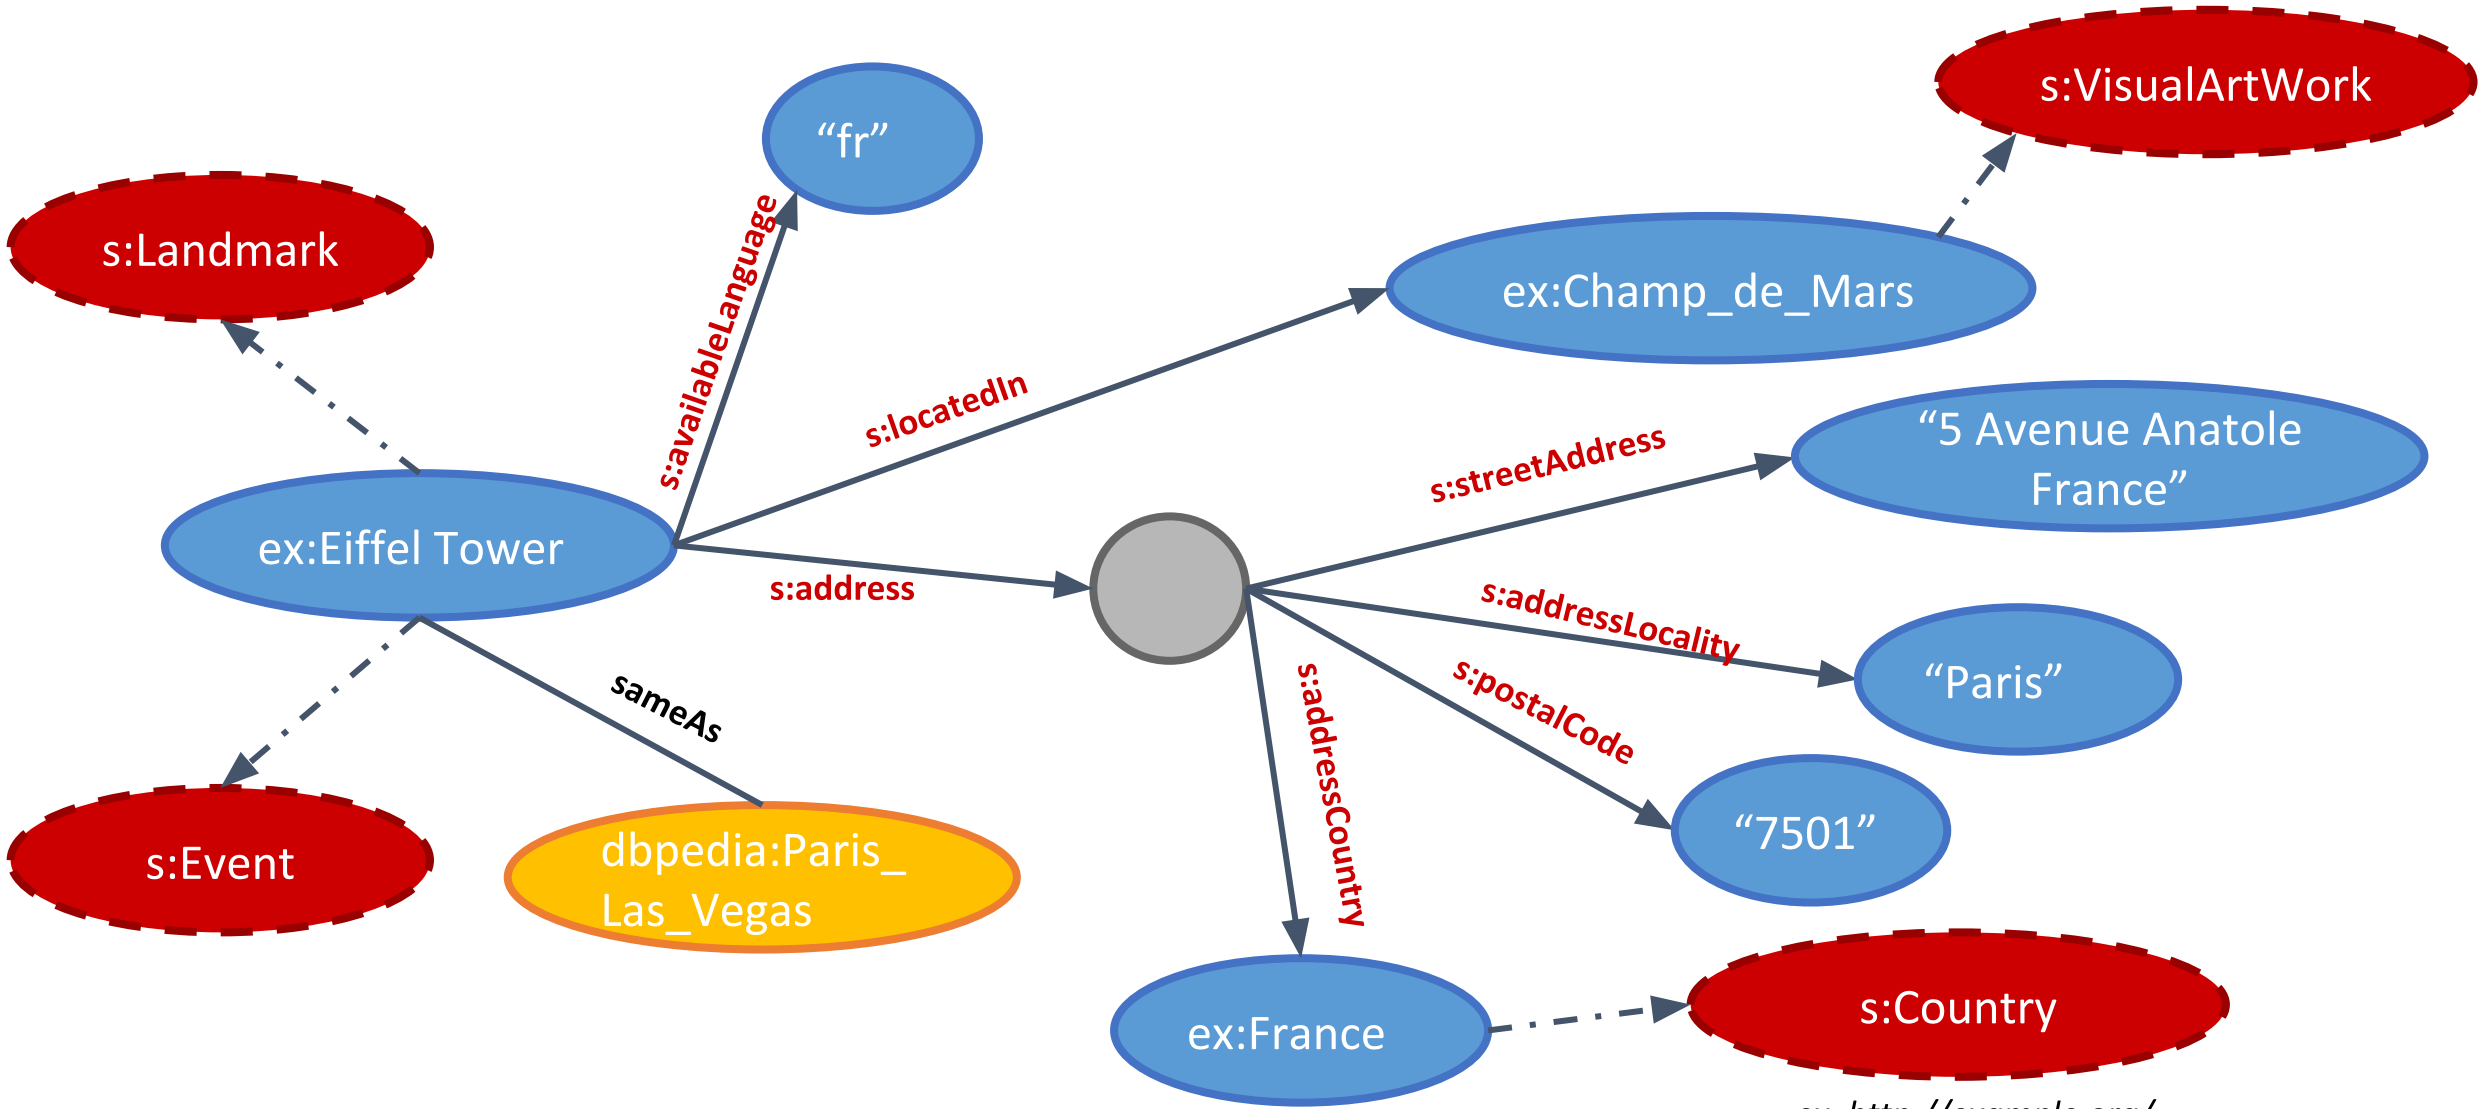 s:VisualArtWork
“fr”
s:Landmark
s:availableLanguage
ex:Champ_de_Mars
s:locatedIn
“5 Avenue Anatole
France”
s:streetAddress
ex:Eiffel Tower
s:address
s:addressLocality
“Paris”
sameAs
s:postalCode
s:addressCountry
“7501”
s:Event
dbpedia:Paris_
Las_Vegas
ex:France
s:Country